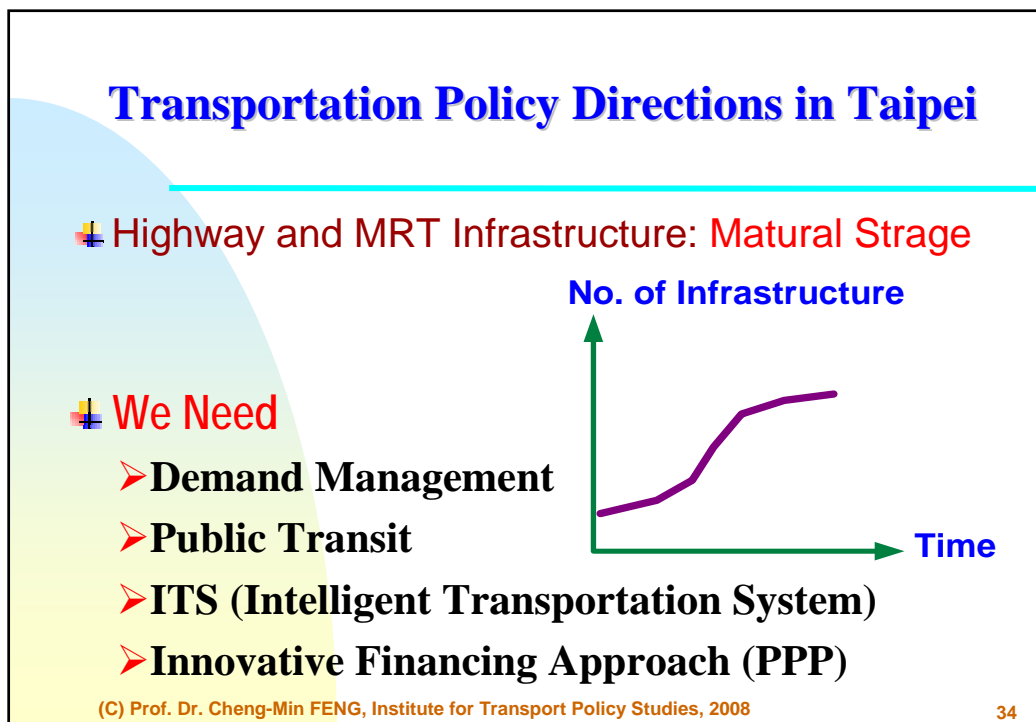 Transportation Policy Directions in Taipei
Highway and MRT Infrastructure: Matural Strage
No. of Infrastructure
We Need
Demand Management
Public Transit
Time
ITS (Intelligent Transportation System)
Innovative Financing Approach (PPP)
(C) Prof. Dr. Cheng-Min FENG, Institute for Transport Policy Studies, 2008
34